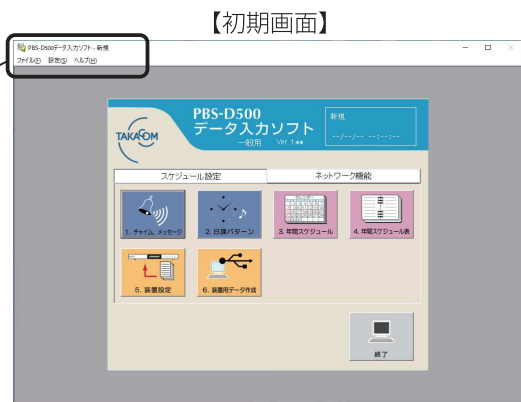 【初期画面】
PBS-D500データ入力ソフト - 新規
ファイル(F) 設定(S) ヘルプ(H)
TAKACOM
PBS-D500
データ入力ソフト
一般用 Ver. 1.**
新規
--/--/-- --:--:--
スケジュール設定 ネットワーク機能
1. チャイム、メッセージ
2. 日課パターン
3. 年間スケジュール
4. 年間スケジュール表
5. 装置設定
6. 装置用データ作成
終了